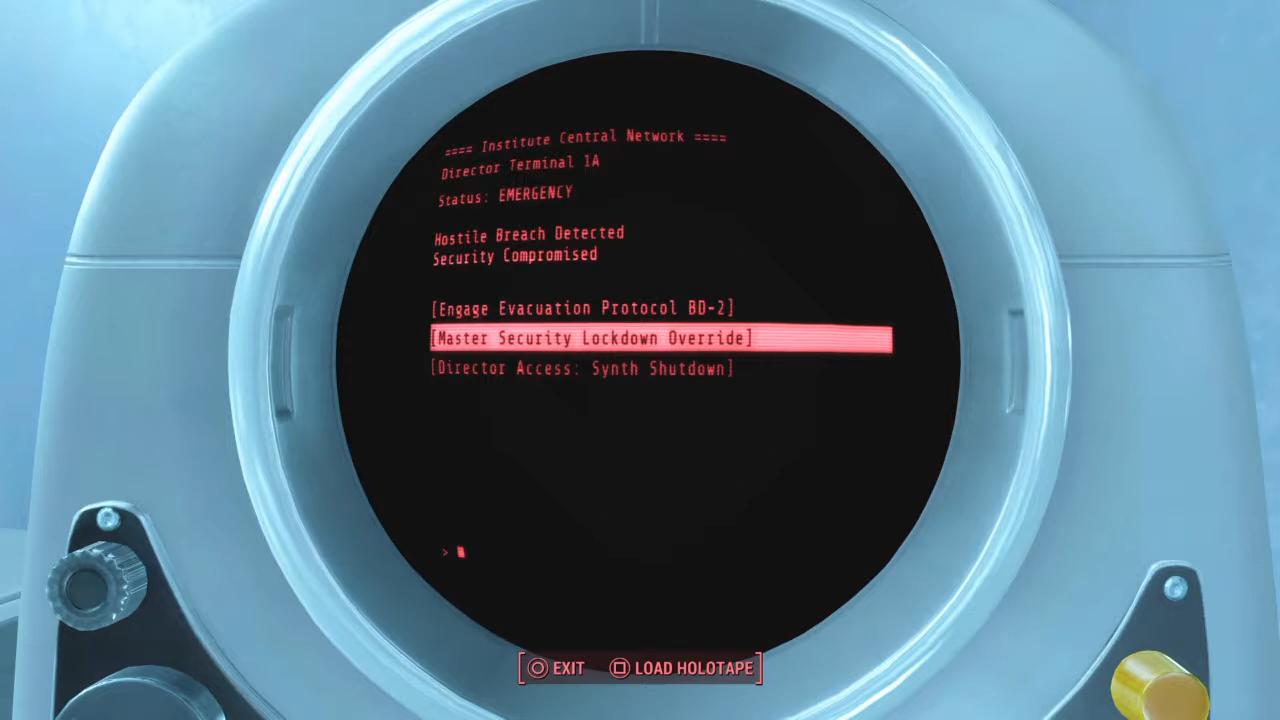 ==== Institute Central Network ====
Director Terminal 1A
Status: EMERGENCY
Hostile Breach Detected
Security Compromised
[Engage Evacuation Protocol BD-2]
[Master Security Lockdown Override]
[Director Access: Synth Shutdown]
>
[EXIT LOAD HOLOTAPE]